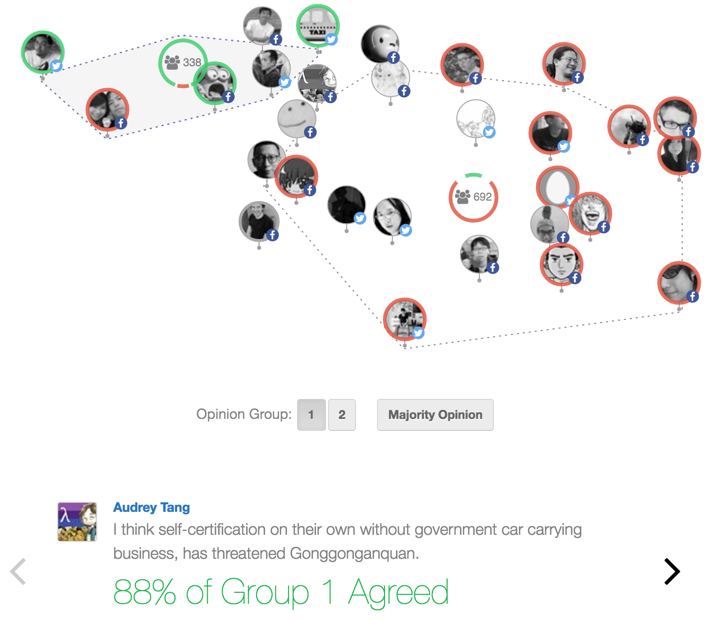 TAXI
338
692
Opinion Group: 1 2 Majority Opinion
Audrey Tang
I think self-certification on their own without government car carrying
business, has threatened Gonggonganquan.
88% of Group 1 Agreed